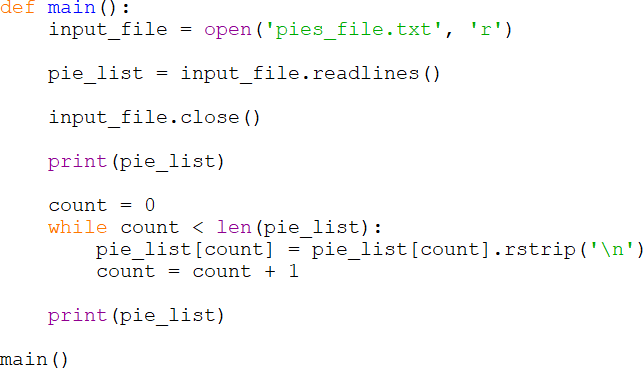 def main():
    input_file = open('pies_file.txt', 'r')
    pie_list = input_file.readlines()
    input_file.close()
    print(pie_list)
    count = 0
    while count < len(pie_list):
        pie_list[count] = pie_list[count].rstrip('\n')
        count = count + 1
    print(pie_list)
main()